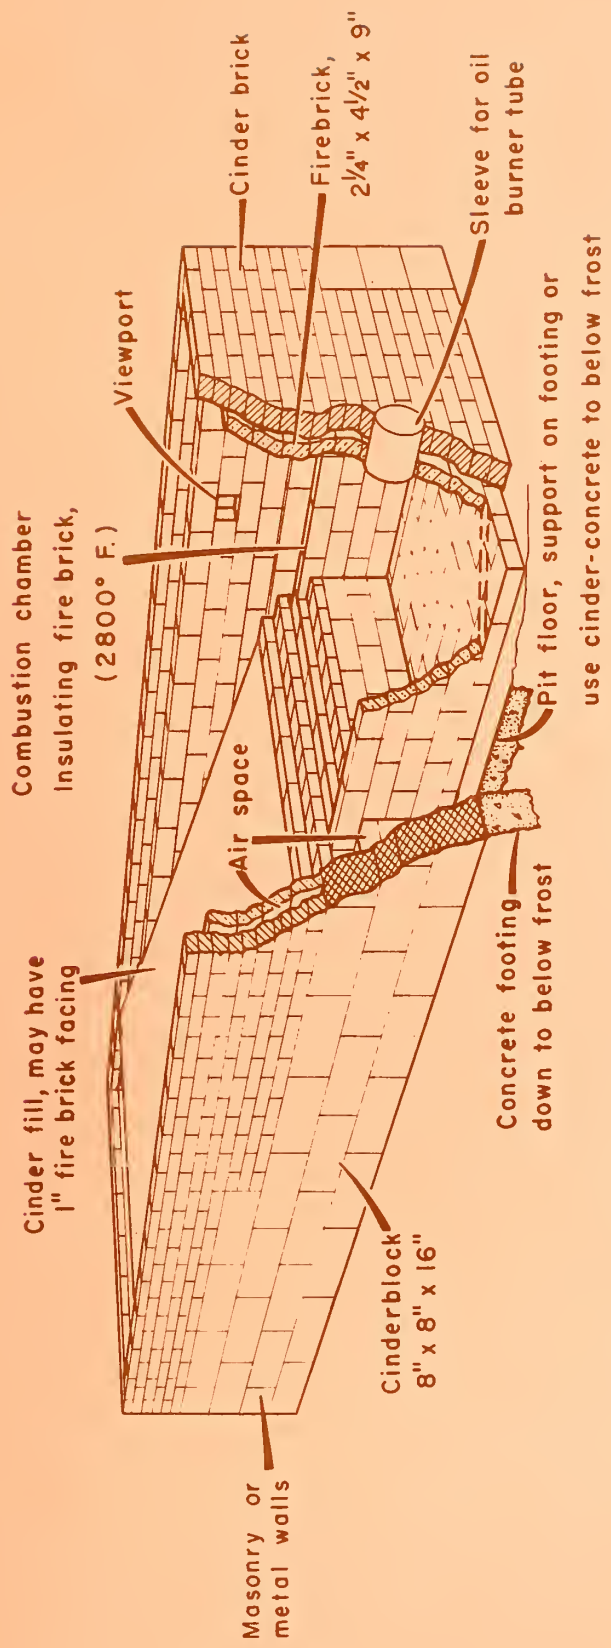 Cinder fill, may have
1" fire brick facing
Combustion chamber
Insulating fire brick,
(2800° F.)
Viewport
Cinder brick
Firebrick,
2¼" x 4½" x 9"
Sleeve for oil
burner tube
Air space
Masonry or
metal walls
Cinderblock
8" x 8" x 16"
Concrete footing
down to below frost
Pit floor, support on footing or
use cinder-concrete to below frost